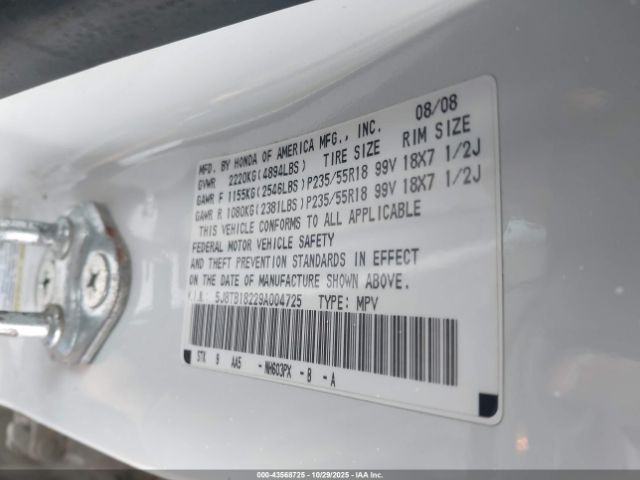 08/08
MFD. BY HONDA OF AMERICA MFG., INC.
GVWR 2220KG(4894LBS) TIRE SIZE RIM SIZE
GAWR F 1155KG(2546LBS)P235/55R18 99V 18X7 1/2J
GAWR R 1080KG(2381LBS)P235/55R18 99V 18X7 1/2J
THIS VEHICLE CONFORMS TO ALL APPLICABLE
FEDERAL MOTOR VEHICLE SAFETY
AND THEFT PREVENTION STANDARDS IN EFFECT
ON THE DATE OF MANUFACTURE SHOWN ABOVE.
V.I.N. 5J8TB18229A004725 TYPE: MPV
STK 9 AA5 -NH603PX -B -A
000-43568725 10/29/2025 IAA Inc.